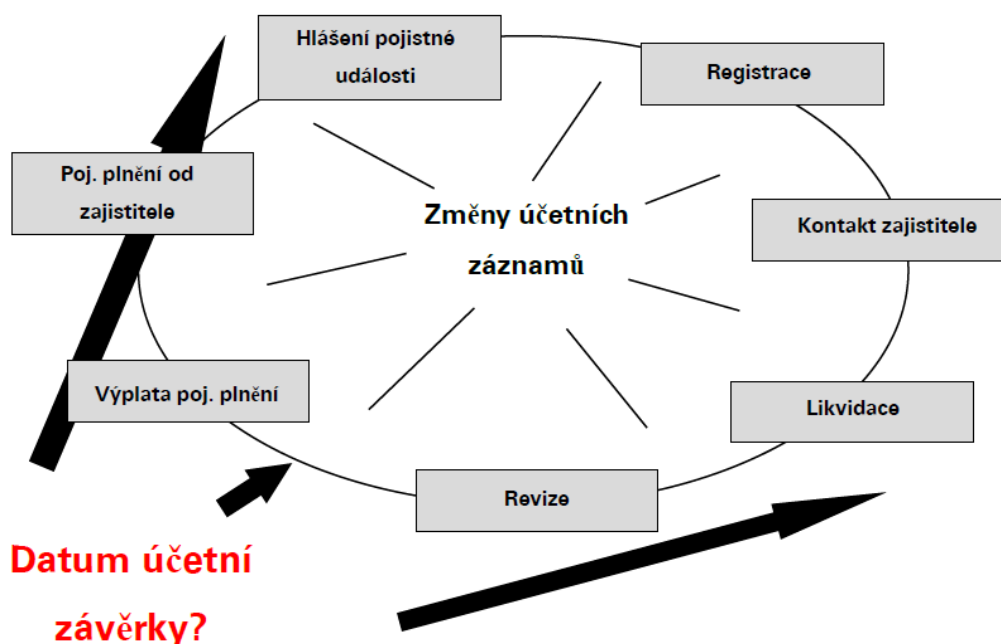 Hlášení pojistné
události
Registrace
Poj. plnění od
zajistitele
Změny účetních
záznamů
Kontakt zajistitele
Výplata poj. plnění
Likvidace
Revize
Datum účetní
závěrky?